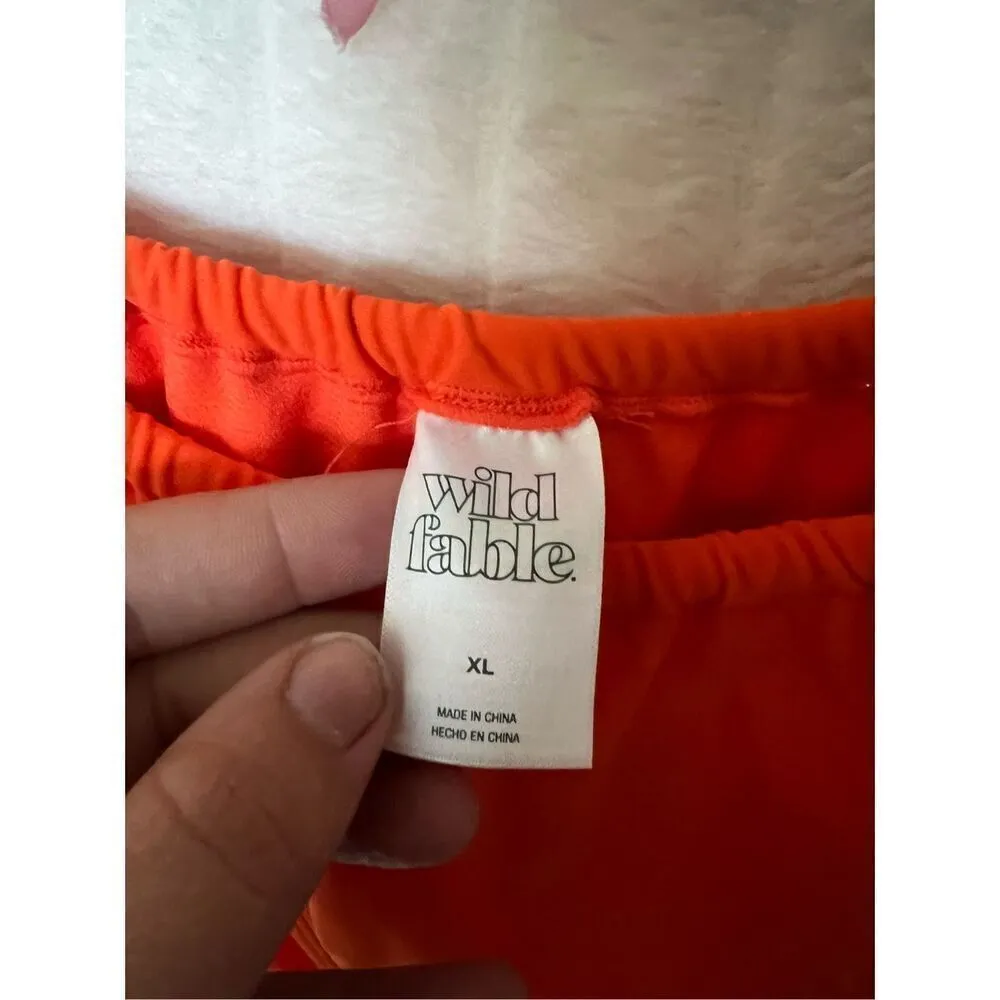 wild
fable.
XL
MADE IN CHINA
HECHO EN CHINA